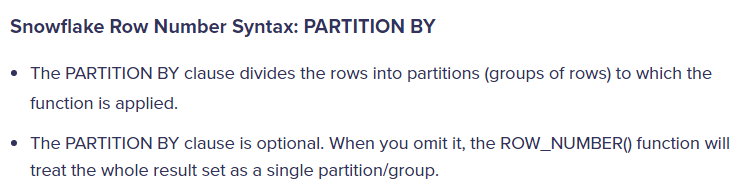 Snowflake Row Number Syntax: PARTITION BY
• The PARTITION BY clause divides the rows into partitions (groups of rows) to which the
function is applied.
• The PARTITION BY clause is optional. When you omit it, the ROW_NUMBER() function will
treat the whole result set as a single partition/group.